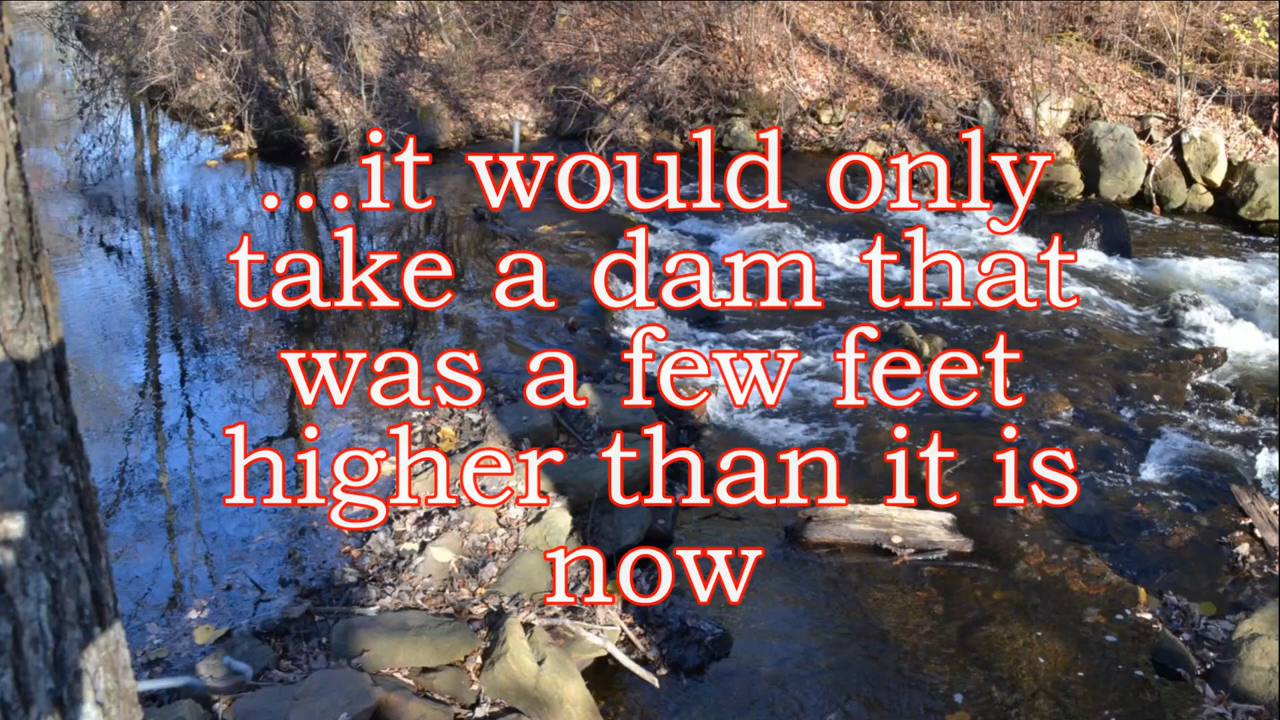 ...it would only
take a dam that
was a few feet
higher than it is
now